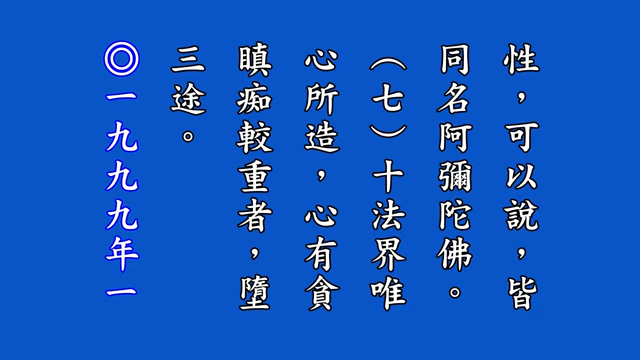 性，可以說，皆
同名阿彌陀佛。
（七）十法界唯
心所造，心有貪
瞋痴較重者，墮
三途。
◎一九九九年一